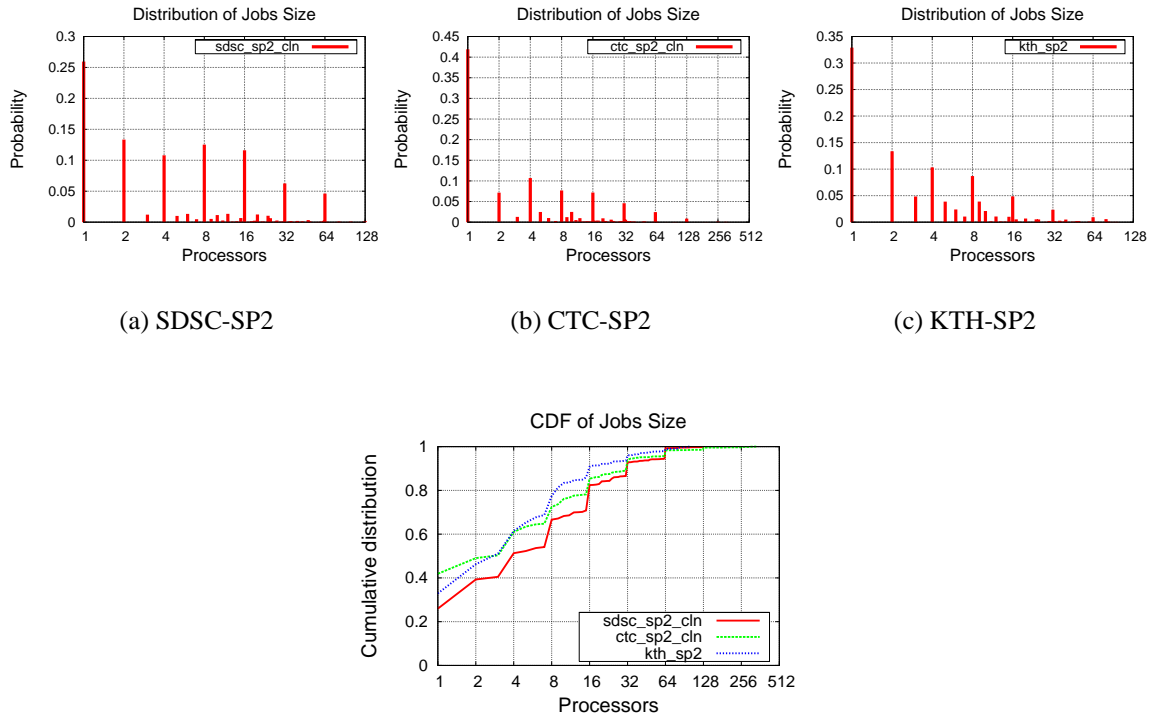 Distribution of Jobs Size
0.3
0.25
0.2
0.15
0.1
0.05
0
Probability
sdsc_sp2_cln
1 2 4 8 16 32 64 128
Processors
(a) SDSC-SP2
Distribution of Jobs Size
0.45
0.4
0.35
0.3
0.25
0.2
0.15
0.1
0.05
0
Probability
ctc_sp2_cln
1 2 4 8 16 32 64 128 256 512
Processors
(b) CTC-SP2
Distribution of Jobs Size
0.35
0.3
0.25
0.2
0.15
0.1
0.05
0
Probability
kth_sp2
1 2 4 8 16 32 64 128
Processors
(c) KTH-SP2
CDF of Jobs Size
1
0.8
0.6
0.4
0.2
0
Cumulative distribution
sdsc_sp2_cln
ctc_sp2_cln
kth_sp2
1 2 4 8 16 32 64 128 256 512
Processors